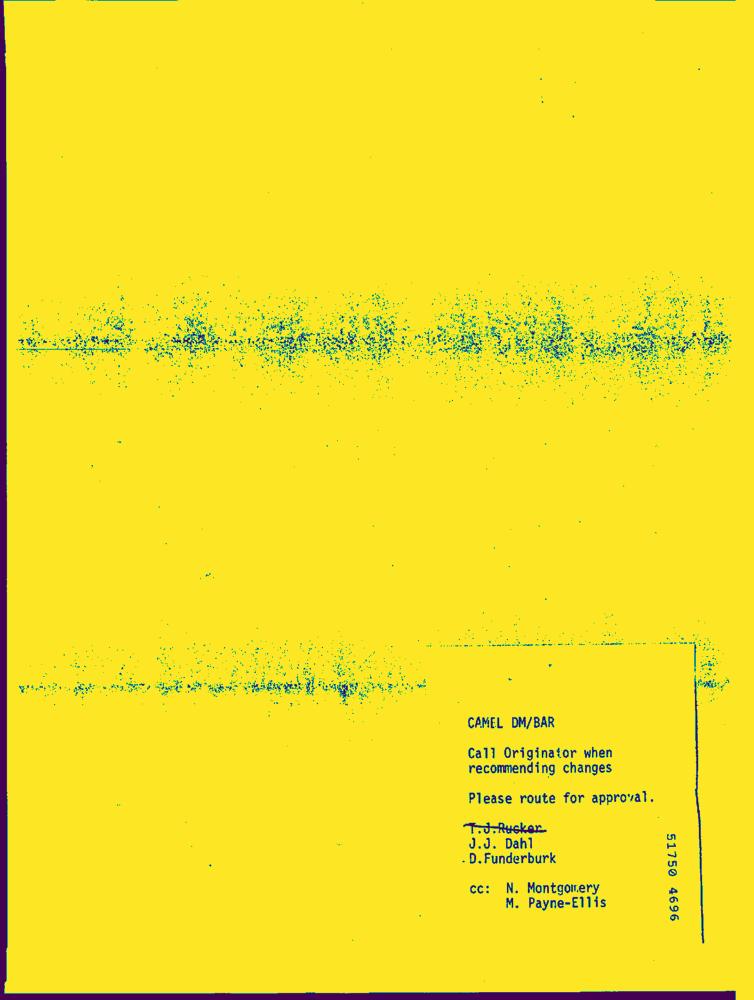 CAMEL DM/BAR
Call Originator when
recommending changes
Please route for approval.
T.J.Rucker
J.J. Dahl
D.Funderburk
cc: N. Montgomery
M. Payne-Ellis
51750 4696